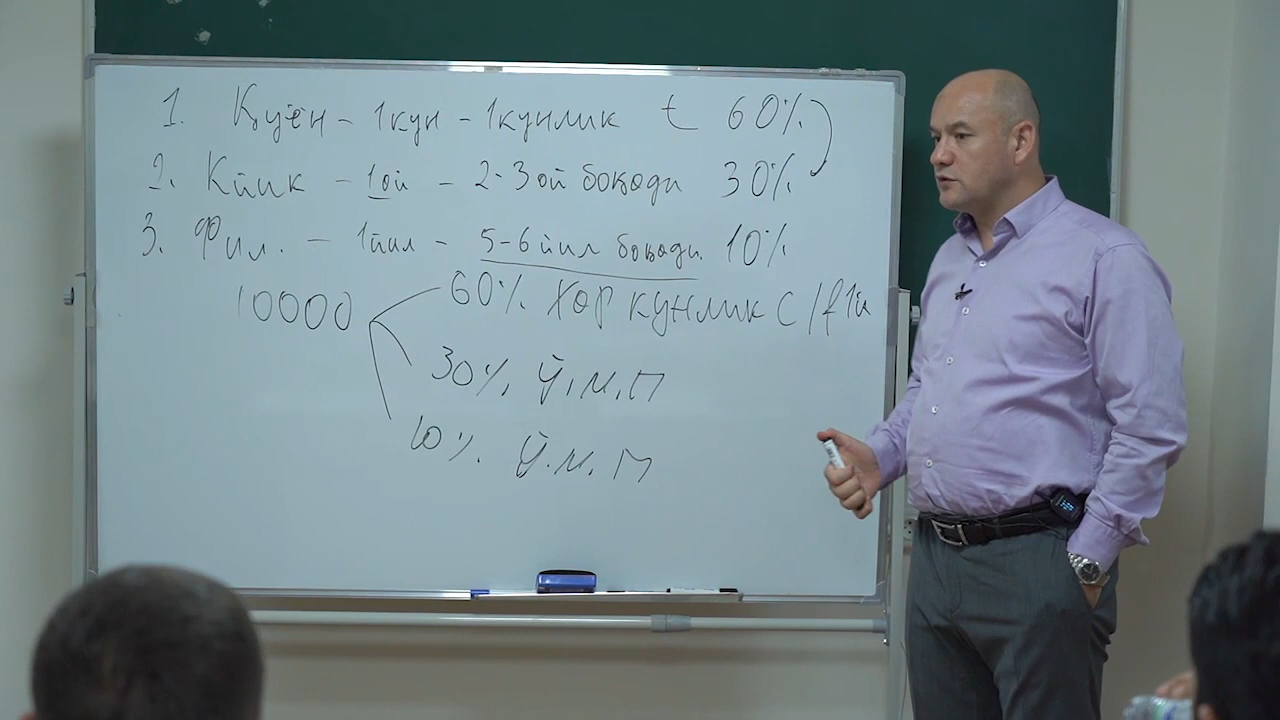 1. Қуён - 1кун - 1кунлик t 60%
2. Кийик - 1ой - 2-3ой боқади 30%
3. Фил. - 1йил - 5-6йил боқади. 10%
10000
60% Хар кунлик с/f
30% Ў.м.П
10%. Ў.м.П